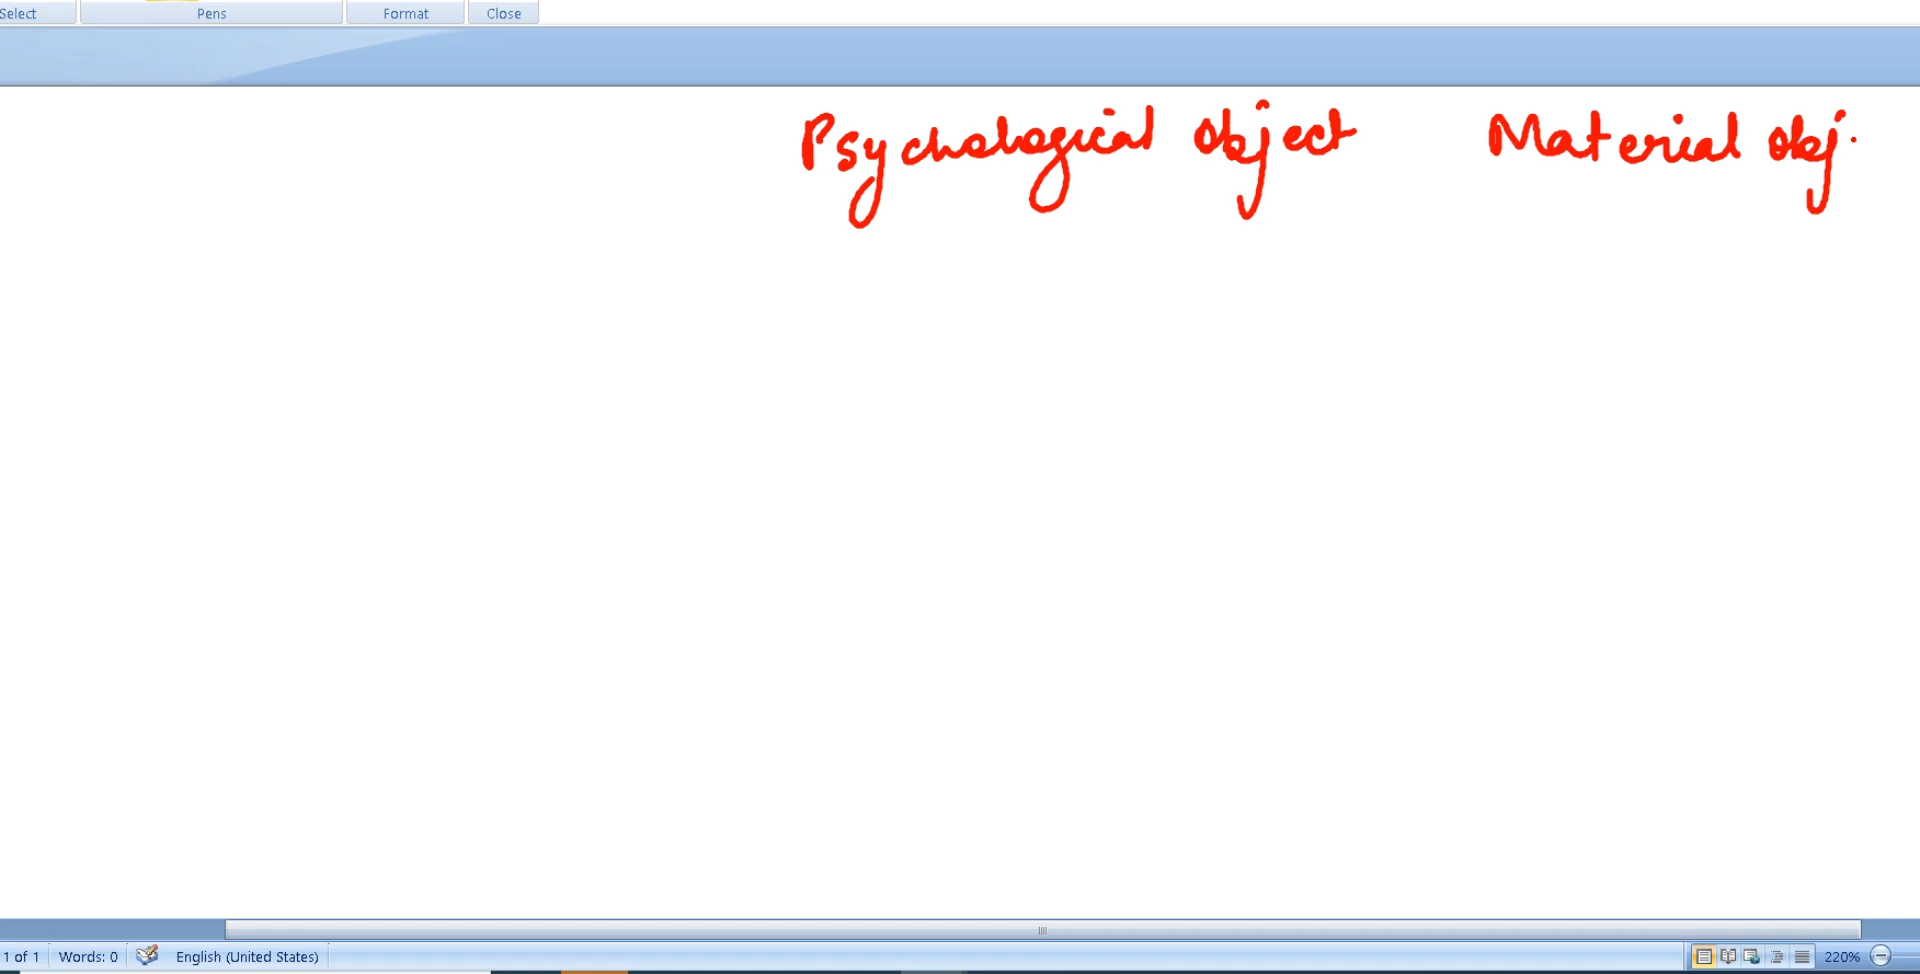 Select Pens Format Close
Psychological object Material obj.
1 of 1 Words: 0 English (United States) 220%